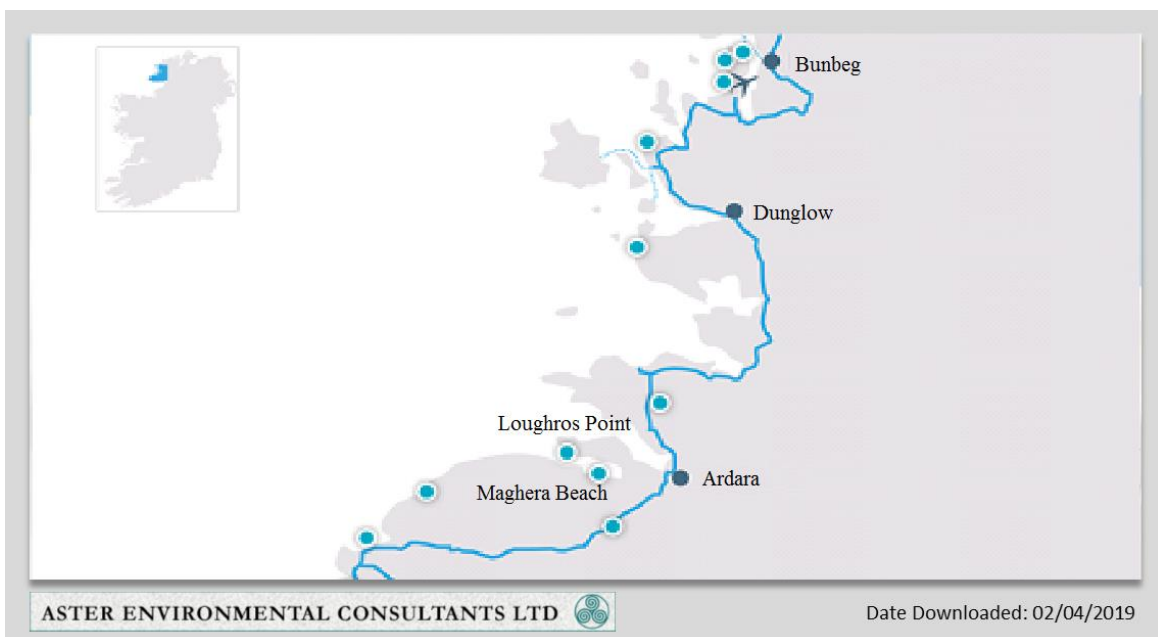 Bunbeg
Dunglow
Loughros Point
Maghera Beach
Ardara
ASTER ENVIRONMENTAL CONSULTANTS LTD
Date Downloaded: 02/04/2019